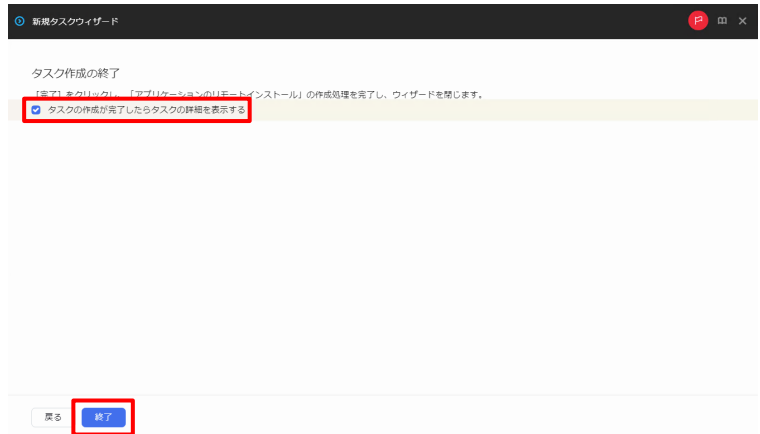 新規タスクウィザード
タスク作成の終了
[完了] をクリックし、「アプリケーションのリモートインストール」の作成処理を完了し、ウィザードを閉じます。
タスクの作成が完了したらタスクの詳細を表示する
戻る
終了